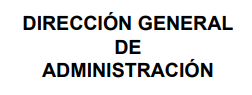 DIRECCIÓN GENERAL
DE
ADMINISTRACIÓN